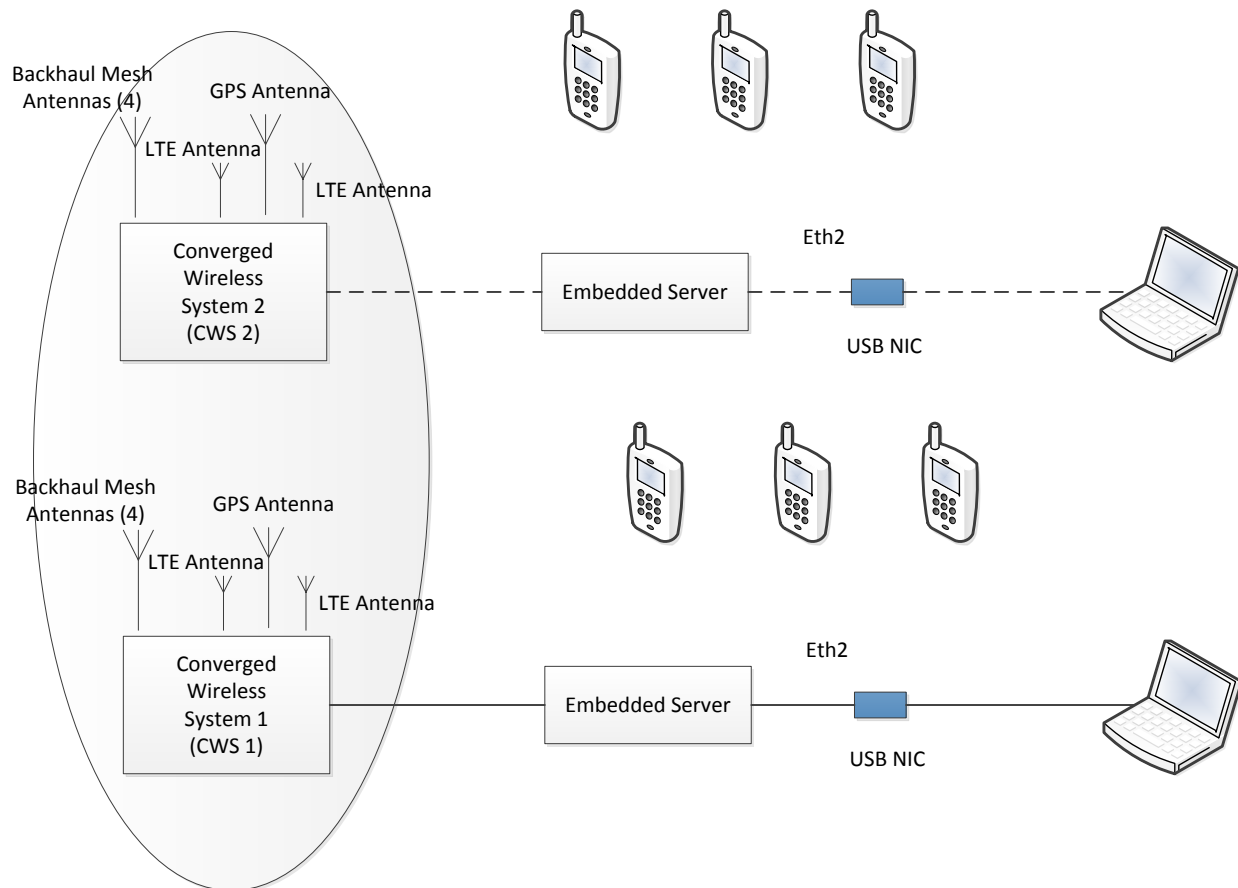 Backhaul Mesh
Antennas (4)
GPS Antenna
LTE Antenna
LTE Antenna
Converged
Wireless
System 2
(CWS 2)
Embedded Server
Eth2
USB NIC
Backhaul Mesh
Antennas (4)
GPS Antenna
LTE Antenna
LTE Antenna
Converged
Wireless
System 1
(CWS 1)
Embedded Server
Eth2
USB NIC